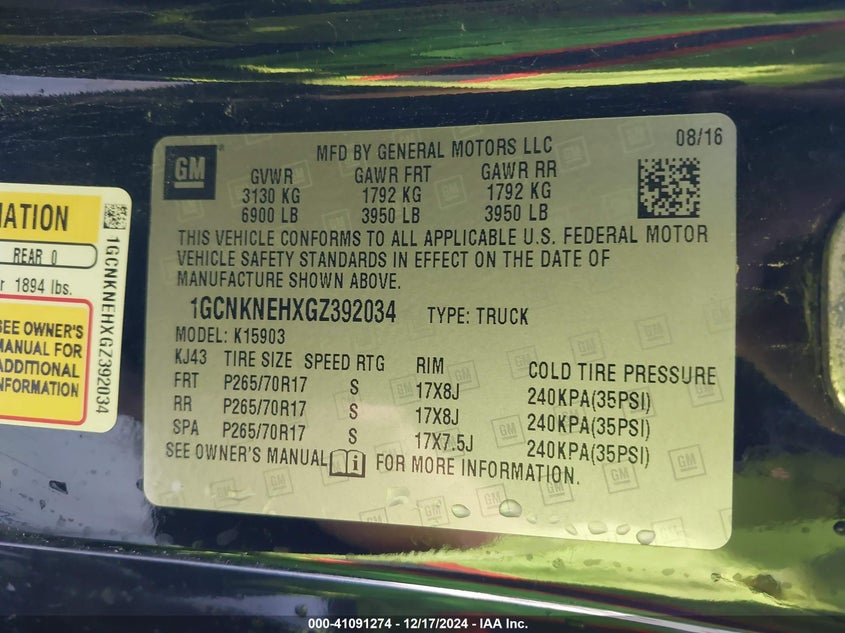 MATION
REAR 0
r 1894 lbs.
SEE OWNER'S
MANUAL FOR
ADDITIONAL
INFORMATION
1GCNKNEHXGZ392034
GM
MFD BY GENERAL MOTORS LLC
08/16
GVWR GAWR FRT GAWR RR
3130 KG 1792 KG 1792 KG
6900 LB 3950 LB 3950 LB
THIS VEHICLE CONFORMS TO ALL APPLICABLE U.S. FEDERAL MOTOR
VEHICLE SAFETY STANDARDS IN EFFECT ON THE DATE OF
MANUFACTURE SHOWN ABOVE.
1GCNKNEHXGZ392034 TYPE: TRUCK
MODEL: K15903
KJ43 TIRE SIZE SPEED RTG RIM COLD TIRE PRESSURE
FRT P265/70R17 S 17X8J 240KPA(35PSI)
RR P265/70R17 S 17X8J 240KPA(35PSI)
SPA P265/70R17 S 17X7.5J 240KPA(35PSI)
SEE OWNER'S MANUAL FOR MORE INFORMATION.
000-41091274 - 12/17/2024 - IAA Inc.